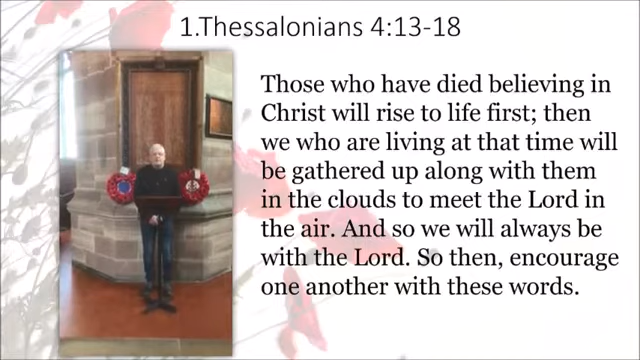 1.Thessalonians 4:13-18
Those who have died believing in
Christ will rise to life first; then
we who are living at that time will
be gathered up along with them
in the clouds to meet the Lord in
the air. And so we will always be
with the Lord. So then, encourage
one another with these words.